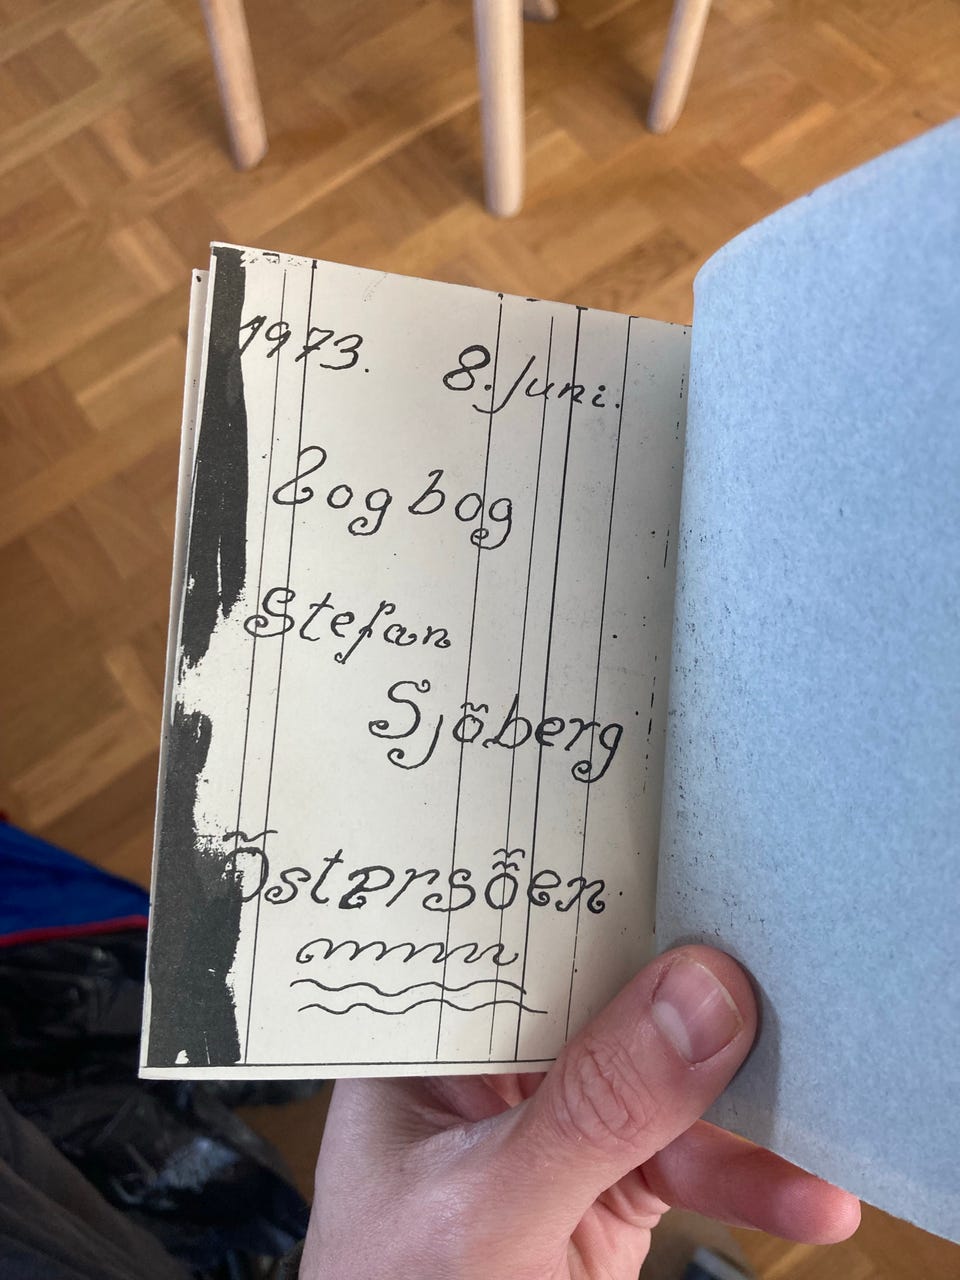 1973. 8. Juni.
Logbog
Stefan
Sjöberg
Östersöen.